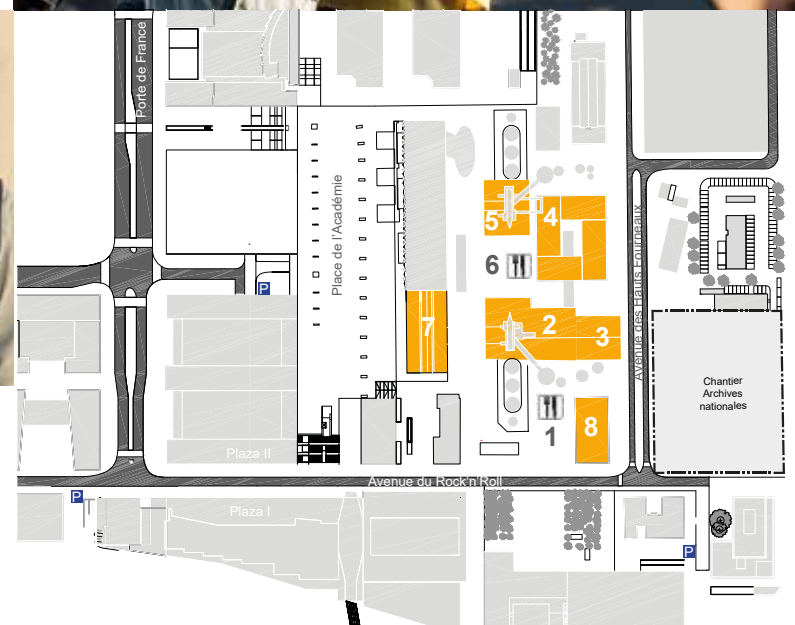 Porte de France
Place de l'Académie
Avenue des Hauts Fourneaux
5
4
6
7
2
3
1
8
Chantier
Archives
nationales
P
Plaza II
Avenue du Rock'n'Roll
P
Plaza I
P